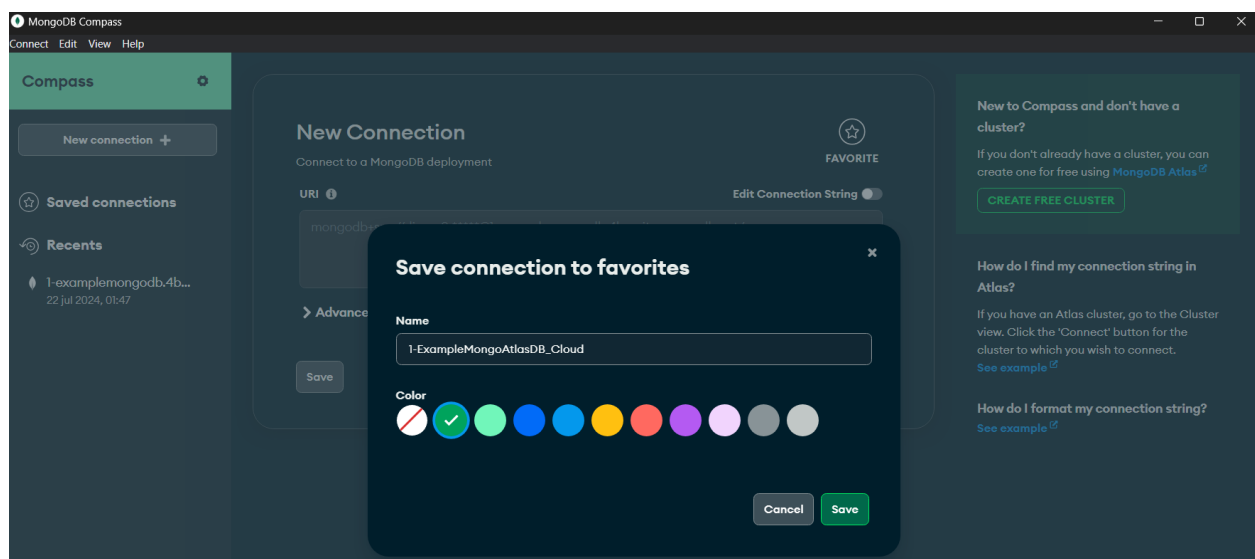 MongoDB Compass
Connect Edit View Help
Compass
New connection +
Saved connections
Recents
1-examplemongodb.4b...
22 jul 2024, 01:47
New Connection
Connect to a MongoDB deployment
FAVORITE
URI
Edit Connection String
Advance
Save
Save connection to favorites
Name
1-ExampleMongoAtlasDB_Cloud
Color
Cancel
Save
New to Compass and don't have a
cluster?
If you don't already have a cluster, you can
create one for free using MongoDB Atlas
CREATE FREE CLUSTER
How do I find my connection string in
Atlas?
If you have an Atlas cluster, go to the Cluster
view. Click the 'Connect' button for the
cluster to which you wish to connect.
See example
How do I format my connection string?
See example